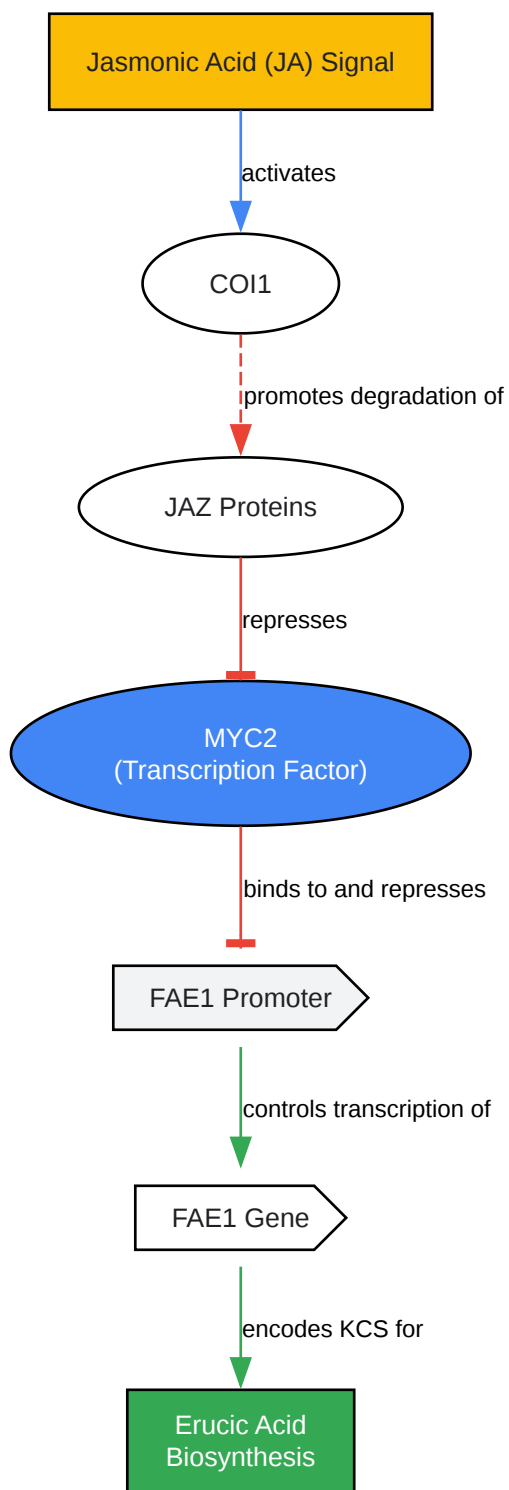 Jasmonic Acid (JA) Signal
activates
COI1
promotes degradation of
JAZ Proteins
represses
MYC2
(Transcription Factor)
binds to and represses
FAE1 Promoter
controls transcription of
FAE1 Gene
encodes KCS for
Erucic Acid
Biosynthesis